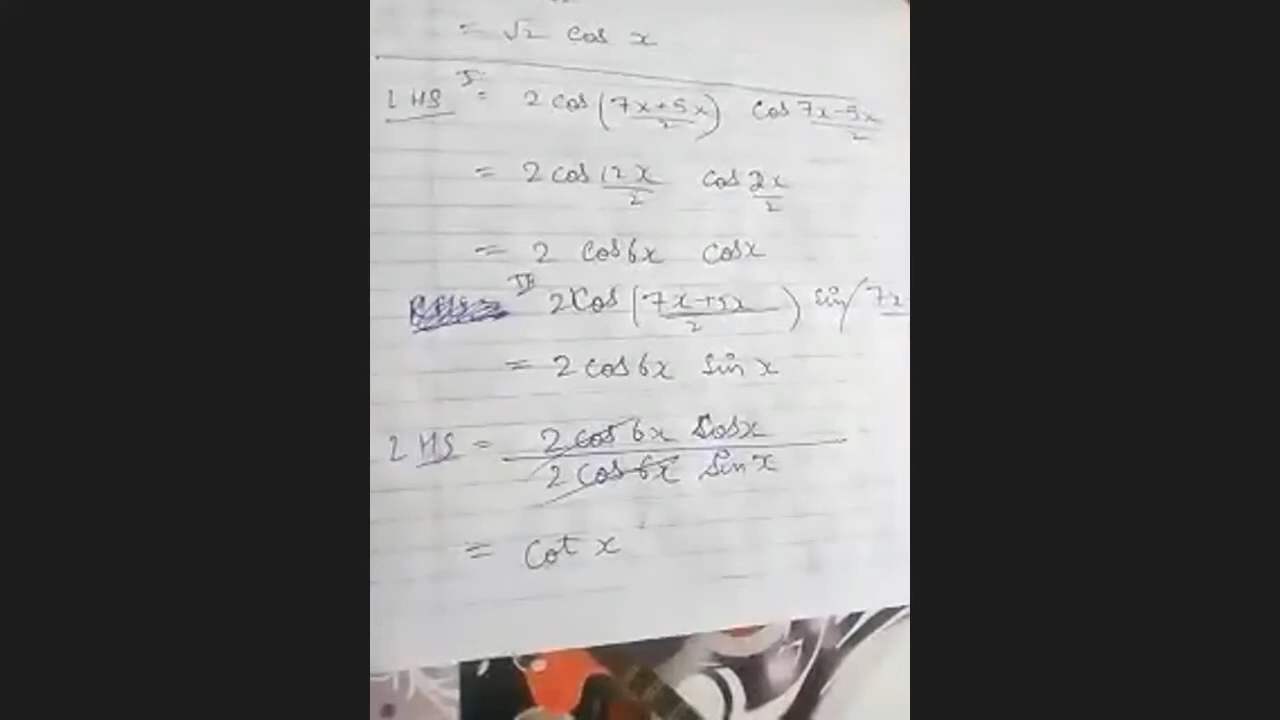 = √2 cos x
LHS I = 2 cos (7x+5x/2) cos 7x-5x/2
= 2 cos 12x/2 cos 2x/2
= 2 cos 6x cos x
II 2 cos (7x+5x/2) sin (7x
= 2 cos 6x sin x
LHS = 2 cos 6x cos x / 2 cos 6x sin x
= cot x